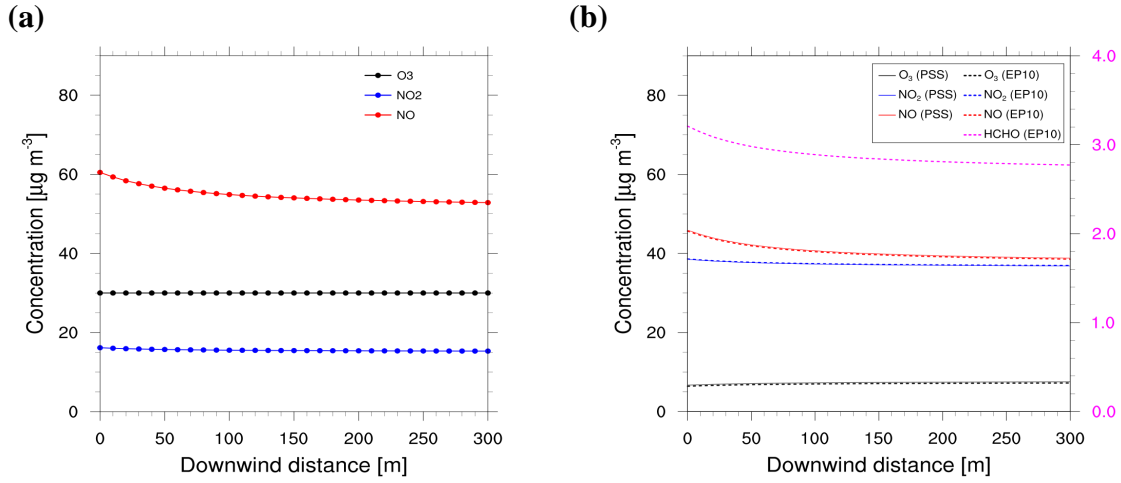 (a)
O3
NO2
NO
Concentration [µg m⁻³]
80
60
40
20
0
0 50 100 150 200 250 300
Downwind distance [m]
(b)
O₃ (PSS) O₃ (EP10)
NO₂ (PSS) NO₂ (EP10)
NO (PSS) NO (EP10)
HCHO (EP10)
Concentration [µg m⁻³]
80
60
40
20
0
4.0
3.0
2.0
1.0
0.0
0 50 100 150 200 250 300
Downwind distance [m]